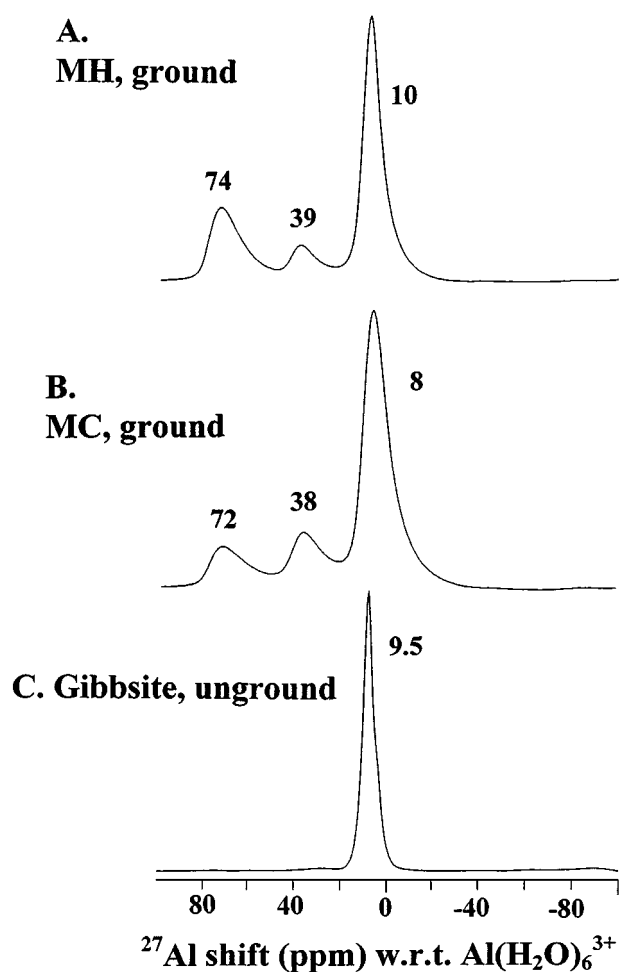 A.
MH, ground
10
74
39
B.
MC, ground
8
72
38
C. Gibbsite, unground
9.5
80 40 0 -40 -80
²⁷Al shift (ppm) w.r.t. Al(H₂O)₆³⁺